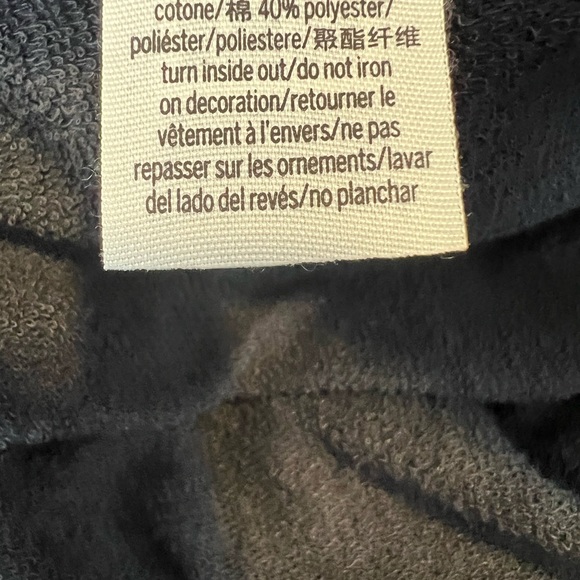 cotone/棉 40% polyester/
poliéster/poliestere/聚酯纤维
turn inside out/do not iron
on decoration/retourner le
vêtement à l'envers/ne pas
repasser sur les ornements/lavar
del lado del revés/no planchar